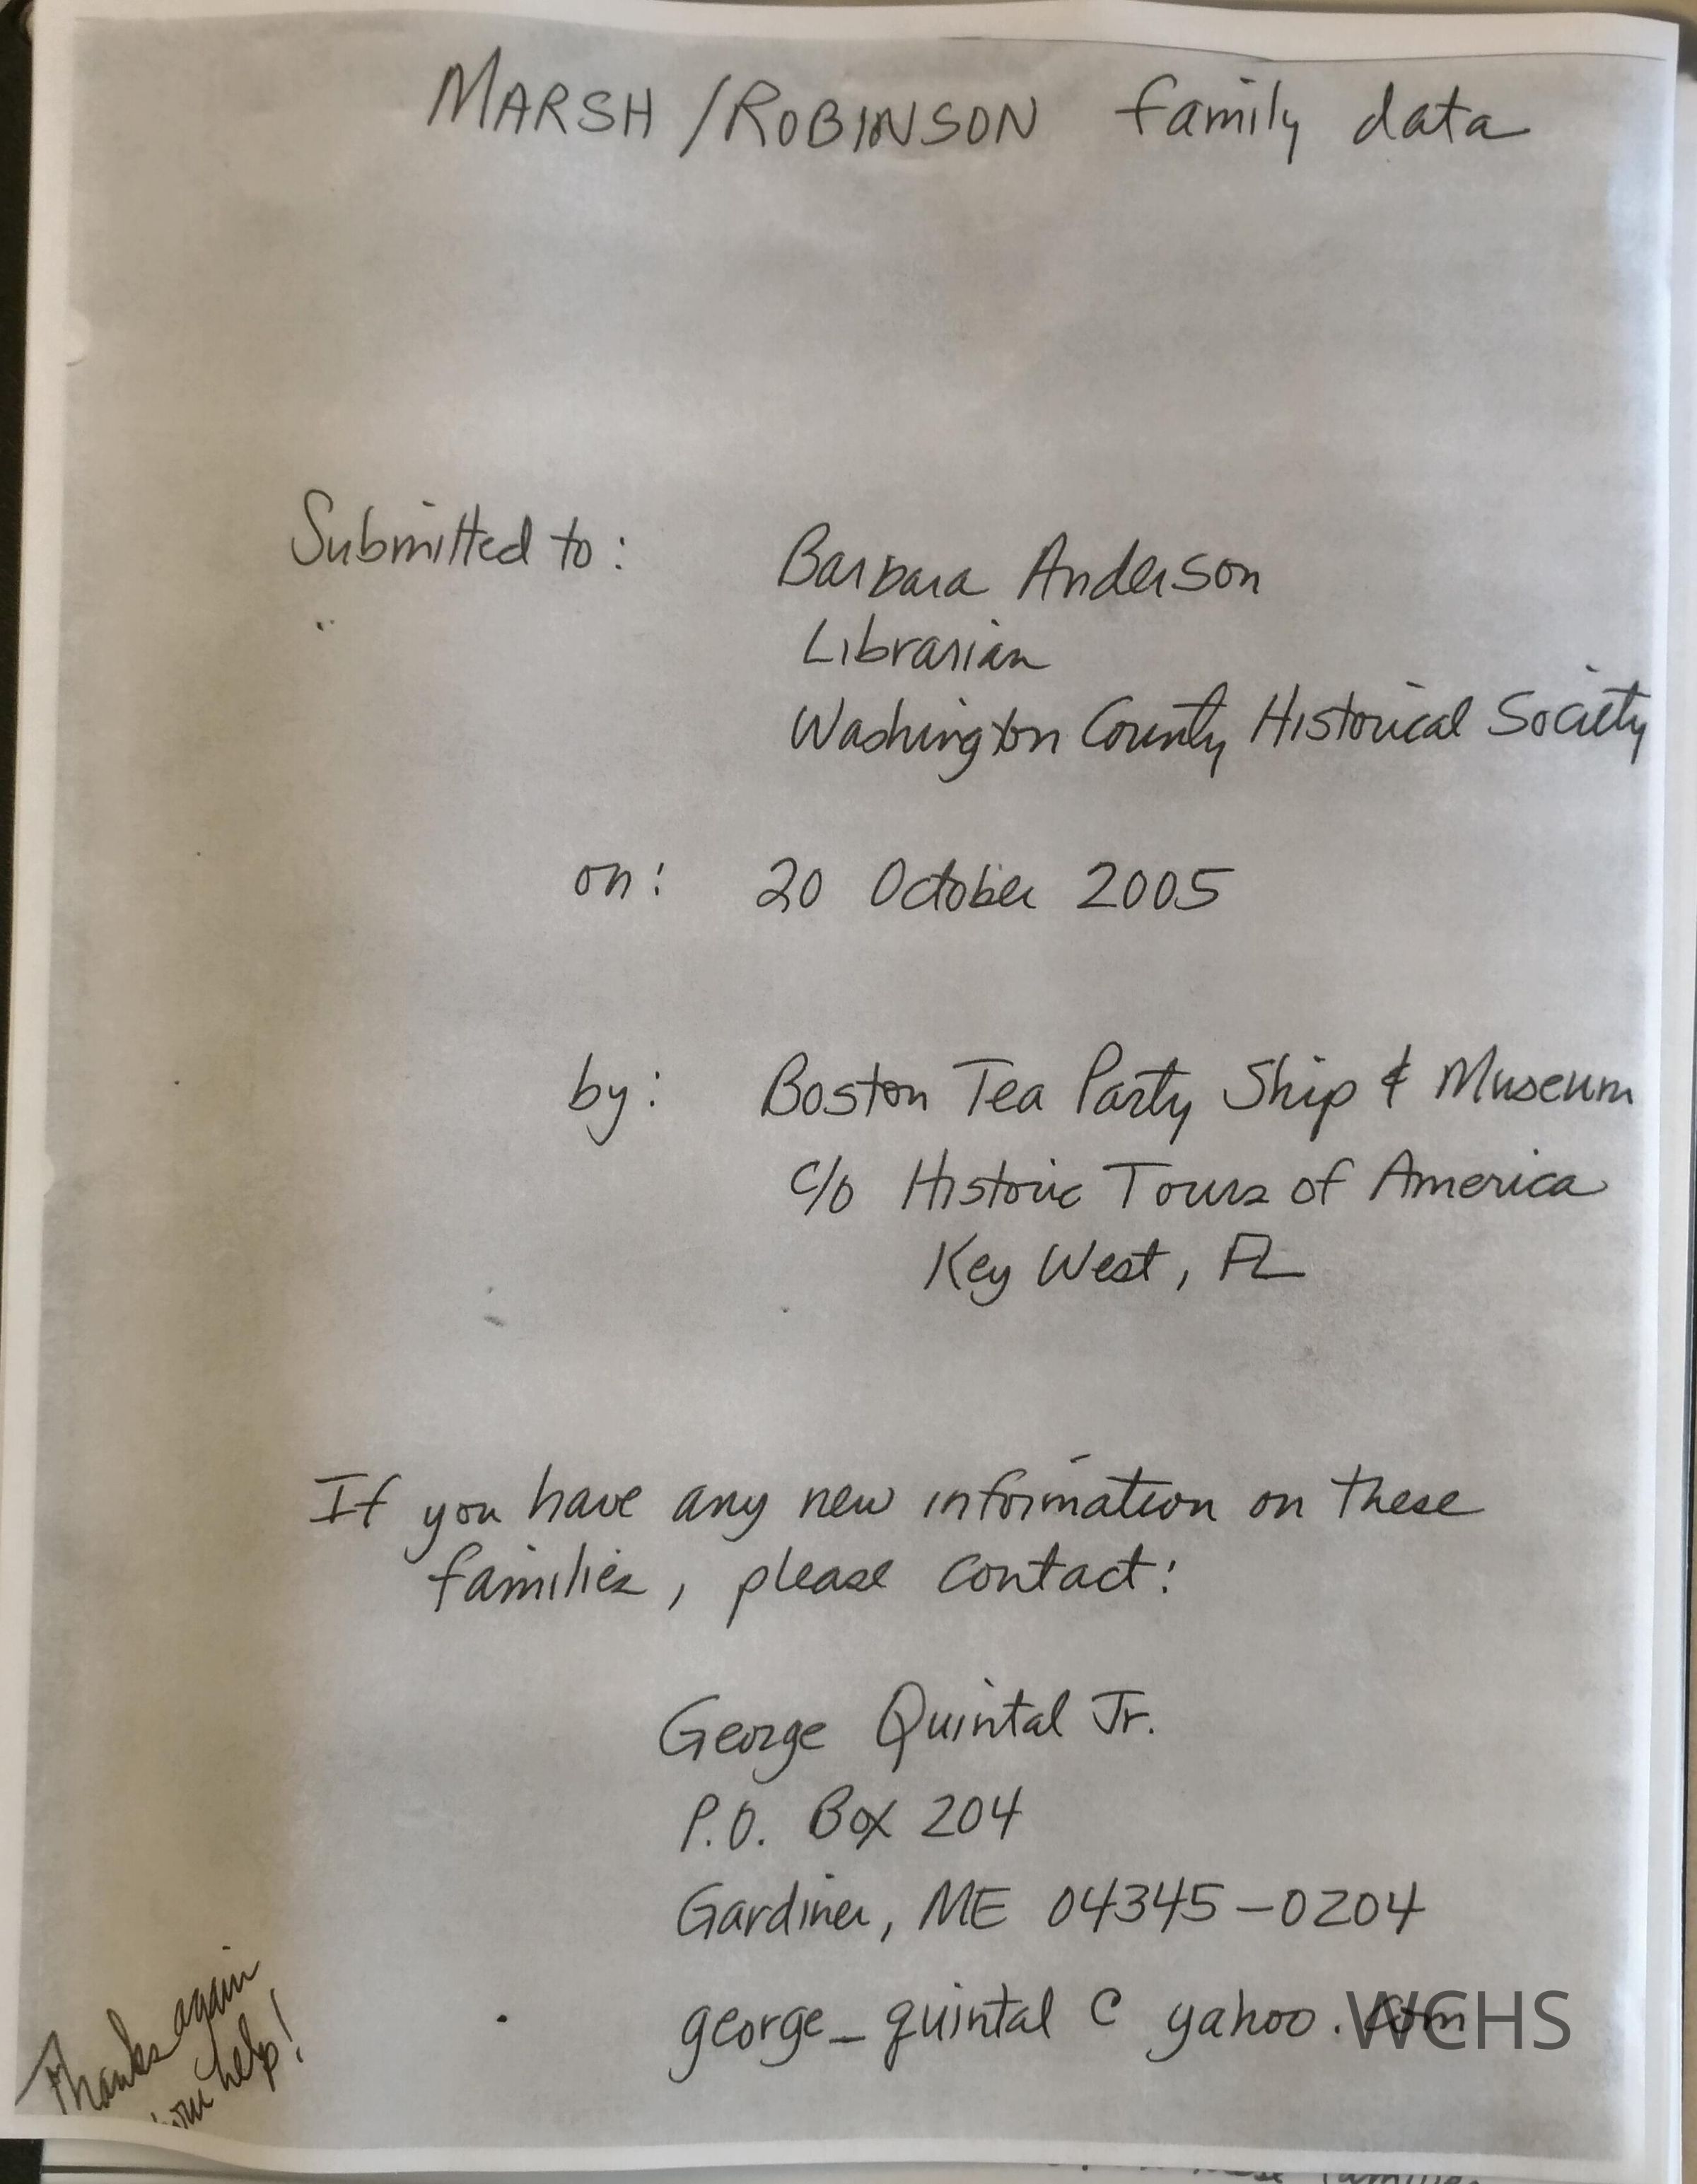 MARSH / ROBINSON family data
Submitted to:
Barbara Anderson
Librarian
Washington County Historical Society
on: 20 October 2005
by: Boston Tea Party Ship & Museum
c/o Historic Tours of America
Key West, FL
If you have any new information on these
families, please contact:
George Quintal Jr.
P.O. Box 204
Gardiner, ME 04345-0204
george_quintal @ yahoo.com
WCHS
Thanks again
your help!